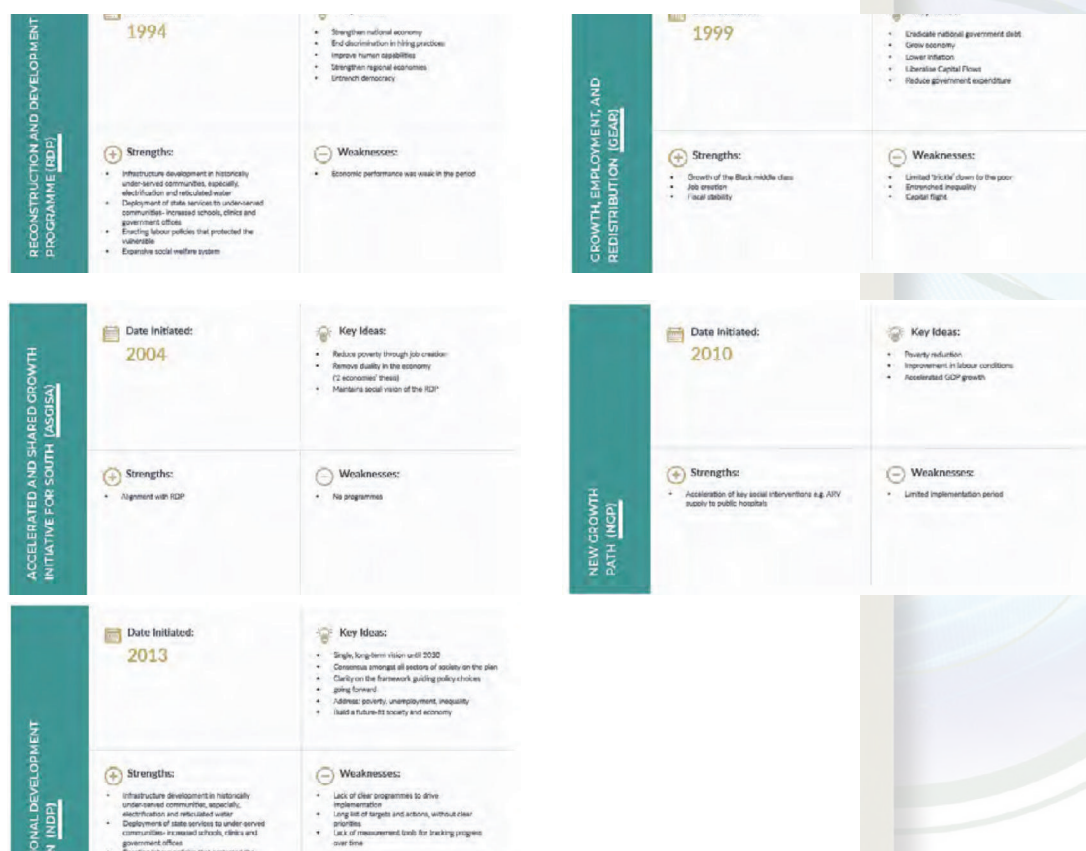 RECONSTRUCTION AND DEVELOPMENT
PROGRAMME (RDP)
1994
• Strengthen national economy
• End discrimination in hiring practices
• Improve human capabilities
• Strengthen regional economies
• Entrench democracy
Strengths:
• Infrastructure development in historically
under-served communities, especially,
electrification and reticulated water
• Deployment of state services to under-served
communities- increased schools, clinics and
government offices
• Enacting labour policies that protected the
vulnerable
• Expansive social welfare system
Weaknesses:
• Economic performance was weak in the period
GROWTH, EMPLOYMENT, AND
REDISTRIBUTION (GEAR)
1999
• Eradicate national government debt
• Grow economy
• Lower inflation
• Liberalise Capital Flows
• Reduce government expenditure
Strengths:
• Growth of the Black middle class
• Job creation
• Fiscal stability
Weaknesses:
• Limited 'trickle' down to the poor
• Entrenched inequality
• Capital flight
ACCELERATED AND SHARED GROWTH
INITIATIVE FOR SOUTH (ASGISA)
Date Initiated:
2004
Key Ideas:
• Reduce poverty through job creation
• Remove duality in the economy
('2 economies' thesis)
• Maintains social vision of the RDP
Strengths:
• Alignment with RDP
Weaknesses:
• No programmes
NEW GROWTH
PATH (NGP)
Date Initiated:
2010
Key Ideas:
• Poverty reduction
• Improvement in labour conditions
• Accelerated GDP growth
Strengths:
• Acceleration of key social interventions e.g. ARV
supply to public hospitals
Weaknesses:
• Limited implementation period
ONAL DEVELOPMENT
N (NDP)
Date Initiated:
2013
Key Ideas:
• Single, long-term vision until 2030
• Consensus amongst all sectors of society on the plan
• Clarity on the framework guiding policy choices
• going forward
• Address: poverty, unemployment, inequality
• Build a future-fit society and economy
Strengths:
• Infrastructure development in historically
under-served communities, especially,
electrification and reticulated water
• Deployment of state services to under-served
communities- increased schools, clinics and
government offices
Weaknesses:
• Lack of clear programmes to drive
implementation
• Long list of targets and actions, without clear
priorities
• Lack of measurement tools for tracking progress
over time